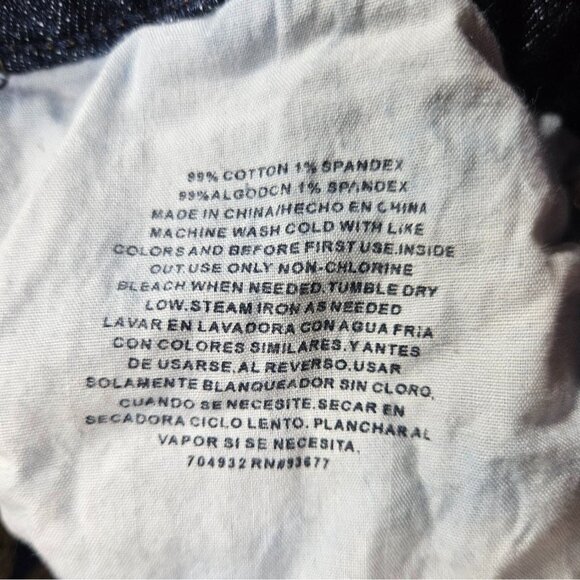 99% COTTON 1% SPANDEX
99% ALGODON 1% SPANDEX
MADE IN CHINA/HECHO EN CHINA
MACHINE WASH COLD WITH LIKE
COLORS AND BEFORE FIRST USE.INSIDE
OUT.USE ONLY NON-CHLORINE
BLEACH WHEN NEEDED.TUMBLE DRY
LOW.STEAM IRON AS NEEDED
LAVAR EN LAVADORA CON AGUA FRIA
CON COLORES SIMILARES.Y ANTES
DE USARSE.AL REVERSO.USAR
SOLAMENTE BLANQUEADOR SIN CLORO.
CUANDO SE NECESITE.SECAR EN
SECADORA CICLO LENTO. PLANCHAR AL
VAPOR SI SE NECESITA.
704932 RN#93677